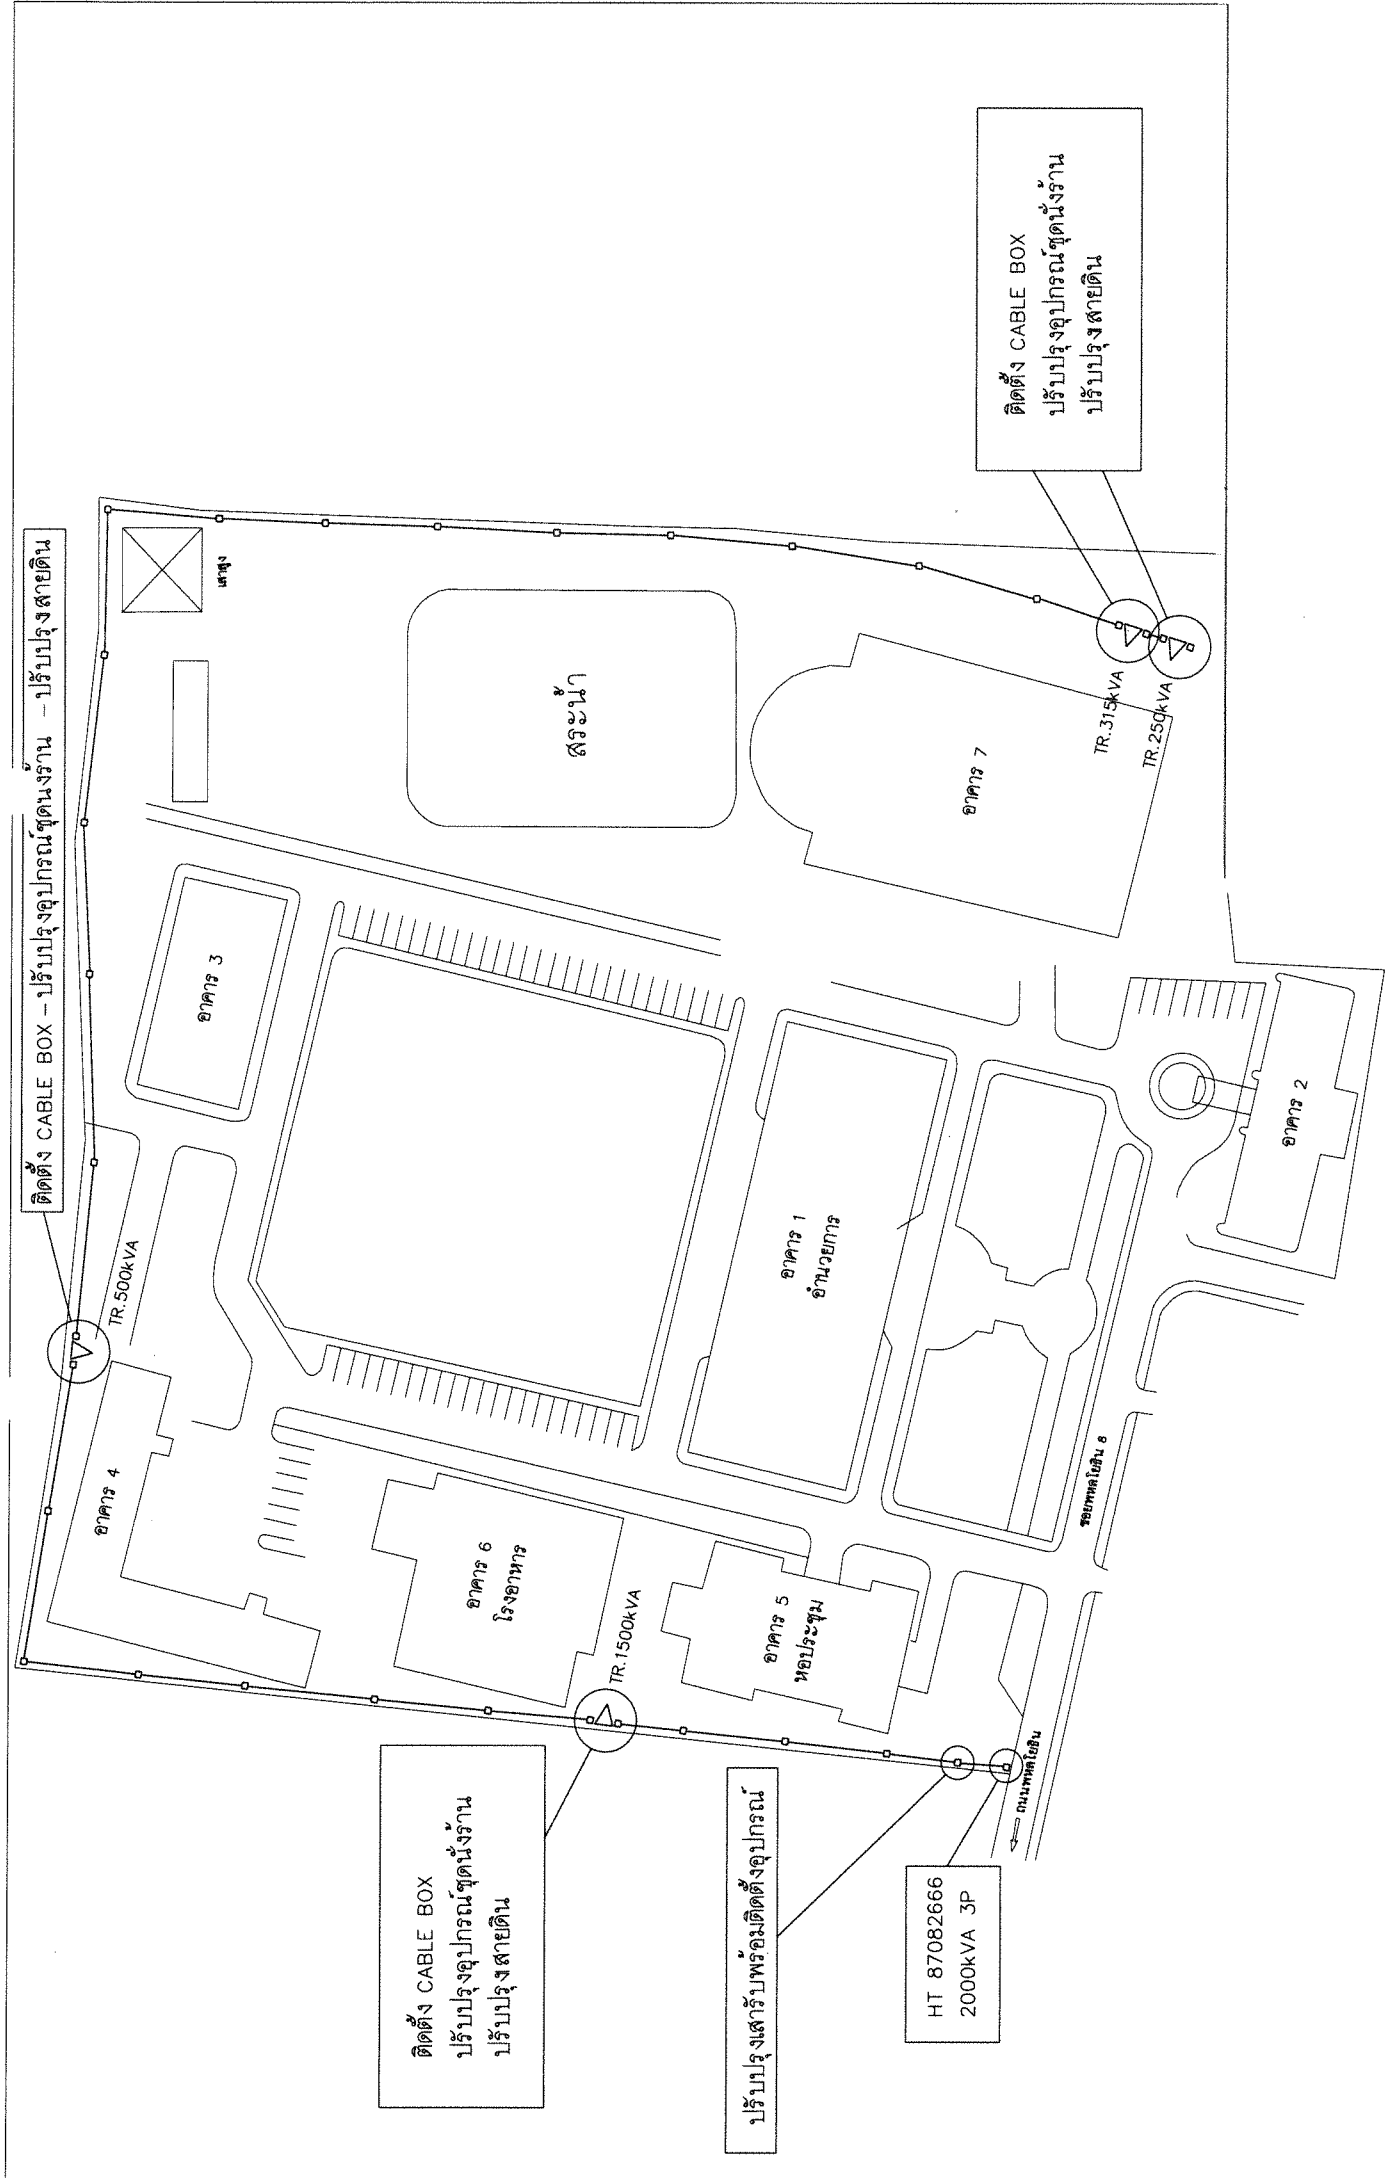 ติดตั้ง CABLE BOX - ปรับปรุงอุปกรณ์ชุดนั่งร้าน - ปรับปรุงสายดิน
TR.500kVA
เสาสูง
อาคาร 4
อาคาร 3
สระน้ำ
อาคาร 6
โรงอาหาร
TR.1500kVA
ติดตั้ง CABLE BOX
ปรับปรุงอุปกรณ์ชุดนั่งร้าน
ปรับปรุงสายดิน
อาคาร 5
หอประชุม
อาคาร 1
อำนวยการ
อาคาร 7
TR.315kVA
TR.250kVA
ติดตั้ง CABLE BOX
ปรับปรุงอุปกรณ์ชุดนั่งร้าน
ปรับปรุงสายดิน
ปรับปรุงเสารับพร้อมติดตั้งอุปกรณ์
HT 87082666
2000kVA 3P
ถนนพหลโยธิน
ซอยพหลโยธิน 8
อาคาร 2